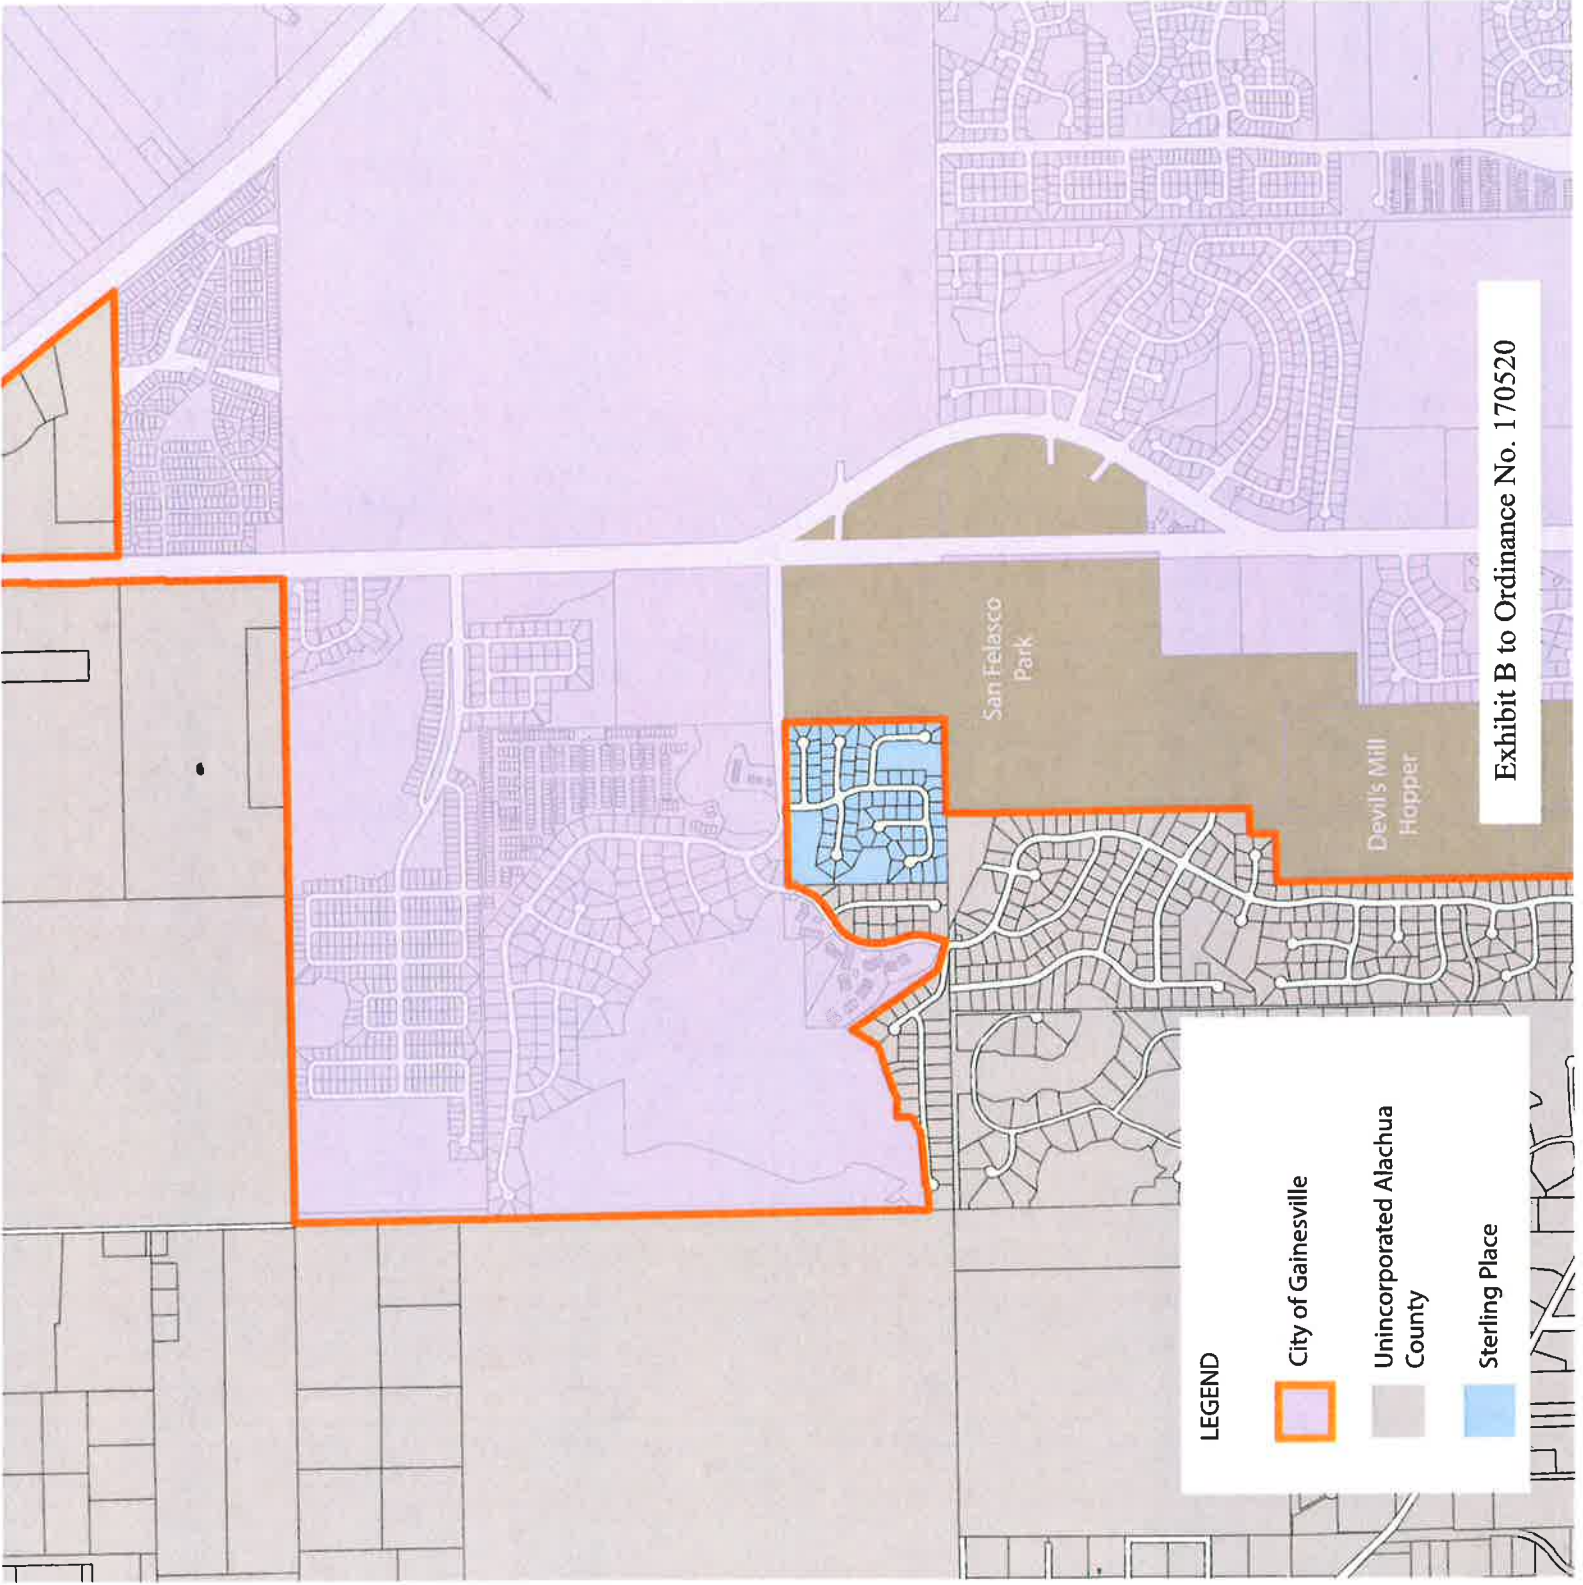 San Felasco
Park
Devil's Mill
Hopper
LEGEND
City of Gainesville
Unincorporated Alachua
County
Sterling Place
Exhibit B to Ordinance No. 170520